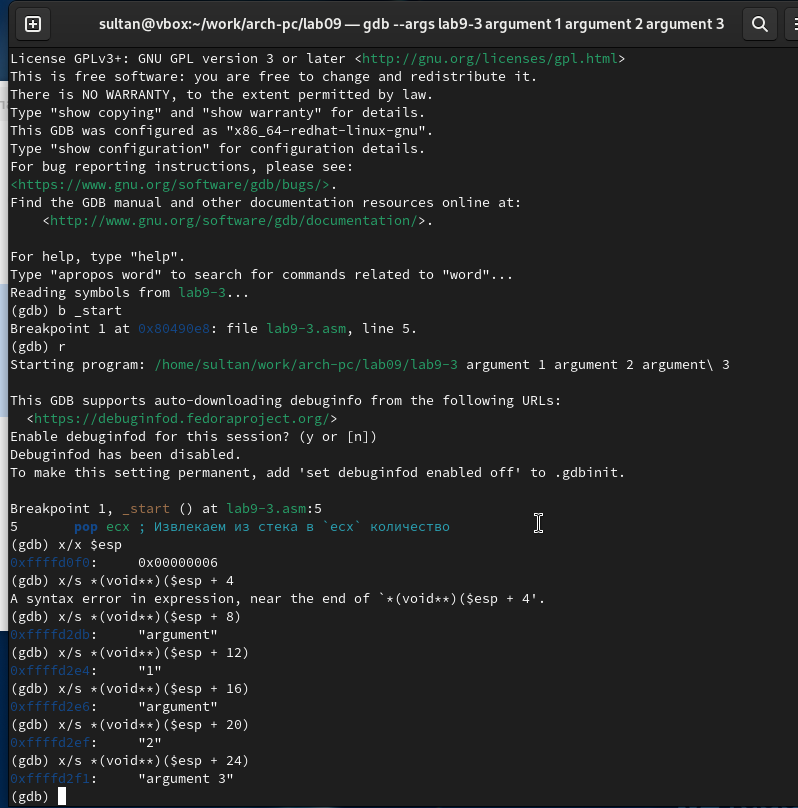 sultan@vbox:~/work/arch-pc/lab09 — gdb --args lab9-3 argument 1 argument 2 argument 3
License GPLv3+: GNU GPL version 3 or later <http://gnu.org/licenses/gpl.html>
This is free software: you are free to change and redistribute it.
There is NO WARRANTY, to the extent permitted by law.
Type "show copying" and "show warranty" for details.
This GDB was configured as "x86_64-redhat-linux-gnu".
Type "show configuration" for configuration details.
For bug reporting instructions, please see:
<https://www.gnu.org/software/gdb/bugs/>.
Find the GDB manual and other documentation resources online at:
    <http://www.gnu.org/software/gdb/documentation/>.

For help, type "help".
Type "apropos word" to search for commands related to "word"...
Reading symbols from lab9-3...
(gdb) b _start
Breakpoint 1 at 0x80490e8: file lab9-3.asm, line 5.
(gdb) r
Starting program: /home/sultan/work/arch-pc/lab09/lab9-3 argument 1 argument 2 argument\ 3

This GDB supports auto-downloading debuginfo from the following URLs:
  <https://debuginfod.fedoraproject.org/>
Enable debuginfod for this session? (y or [n])
Debuginfod has been disabled.
To make this setting permanent, add 'set debuginfod enabled off' to .gdbinit.

Breakpoint 1, _start () at lab9-3.asm:5
5       pop ecx ; Извлекаем из стека в `ecx` количество
(gdb) x/x $esp
0xffffd0f0:     0x00000006
(gdb) x/s *(void**)($esp + 4
A syntax error in expression, near the end of `*(void**)($esp + 4'.
(gdb) x/s *(void**)($esp + 8)
0xffffd2db:     "argument"
(gdb) x/s *(void**)($esp + 12)
0xffffd2e4:     "1"
(gdb) x/s *(void**)($esp + 16)
0xffffd2e6:     "argument"
(gdb) x/s *(void**)($esp + 20)
0xffffd2ef:     "2"
(gdb) x/s *(void**)($esp + 24)
0xffffd2f1:     "argument 3"
(gdb)